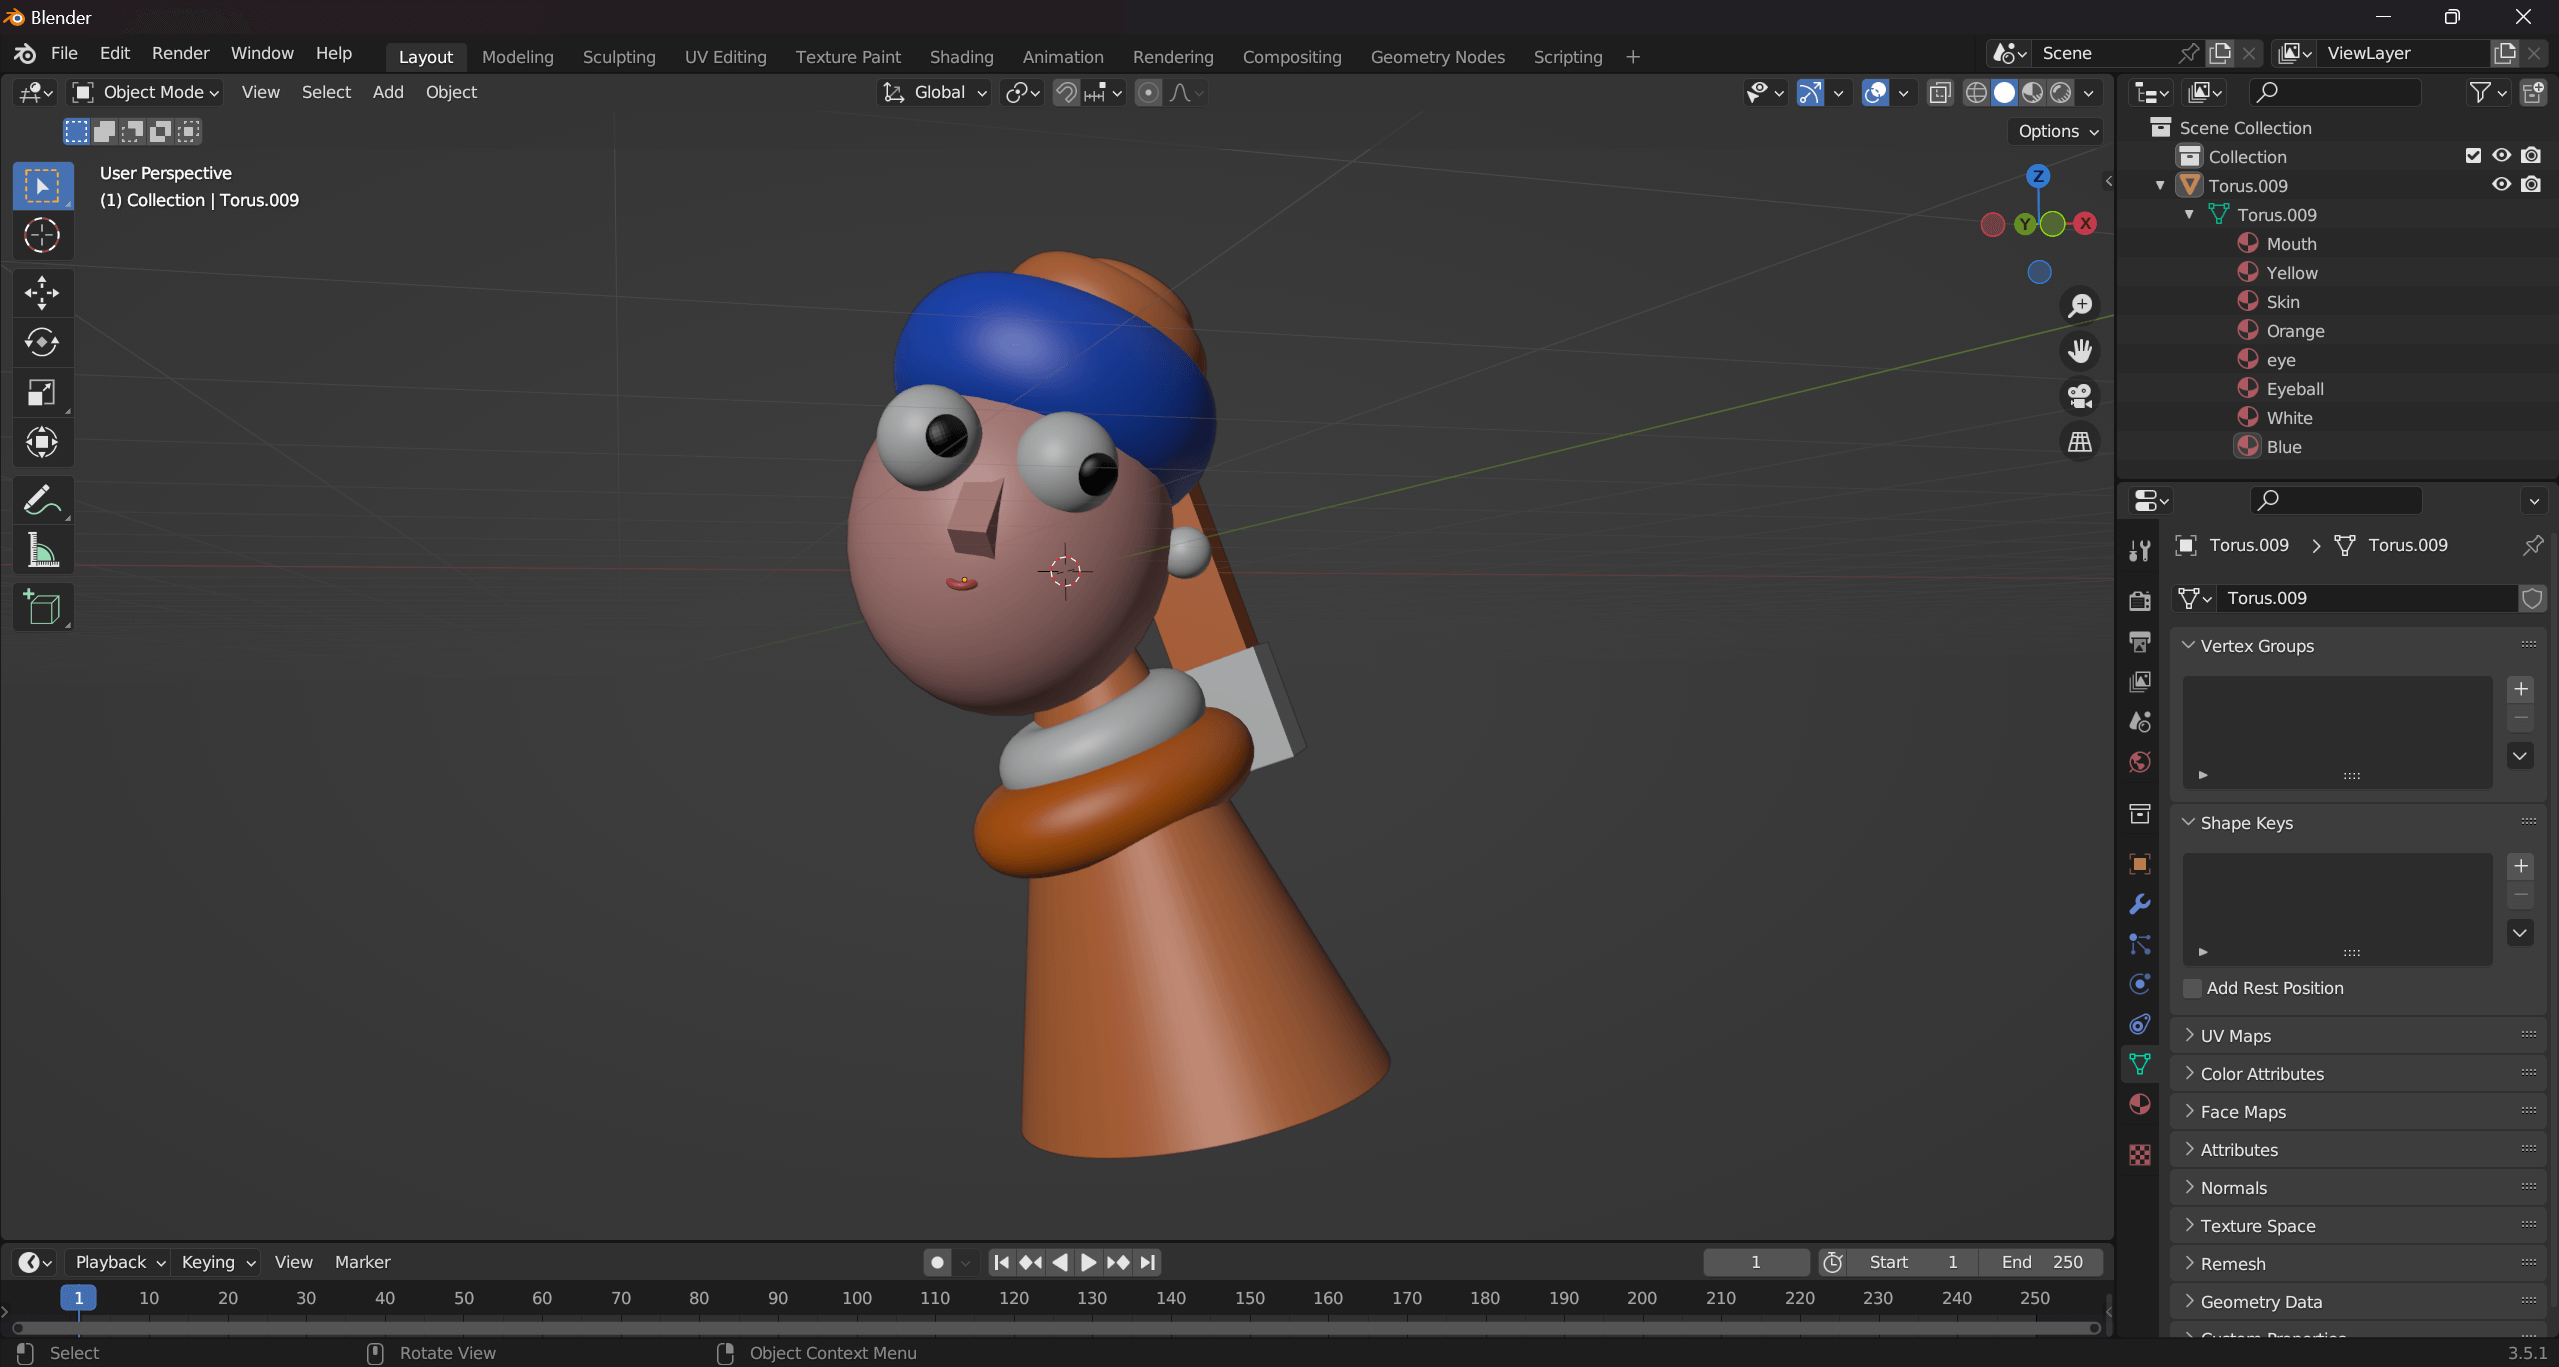 Blender
File Edit Render Window Help Layout Modeling Sculpting UV Editing Texture Paint Shading Animation Rendering Compositing Geometry Nodes Scripting + Scene ViewLayer
Object Mode View Select Add Object Global
Options
User Perspective
(1) Collection | Torus.009
Z
Y X
Scene Collection
Collection
Torus.009
Torus.009
Mouth
Yellow
Skin
Orange
eye
Eyeball
White
Blue
Torus.009 > Torus.009
Torus.009
Vertex Groups
Shape Keys
Add Rest Position
UV Maps
Color Attributes
Face Maps
Attributes
Normals
Texture Space
Remesh
Geometry Data
Custom Properties
Playback Keying View Marker 1 Start 1 End 250
1 10 20 30 40 50 60 70 80 90 100 110 120 130 140 150 160 170 180 190 200 210 220 230 240 250
Select Rotate View Object Context Menu 3.5.1